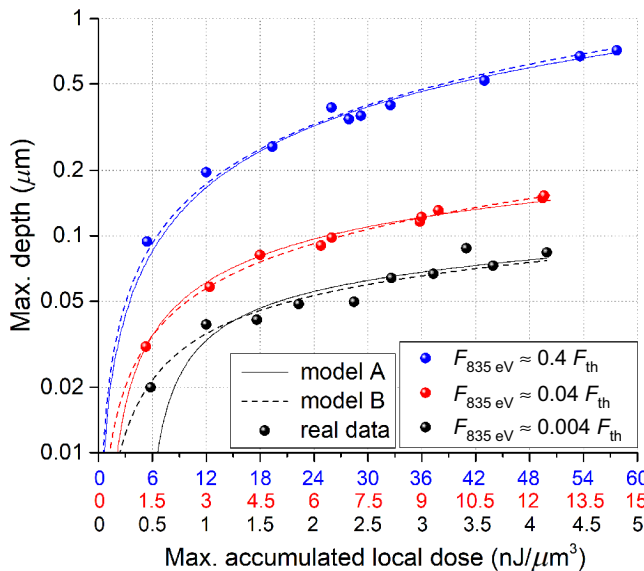 1
0.5
0.2
0.1
0.05
0.02
0.01
Max. depth (μm)
model A
model B
real data
F835 eV ≈ 0.4 Fth
F835 eV ≈ 0.04 Fth
F835 eV ≈ 0.004 Fth
0 6 12 18 24 30 36 42 48 54 60
0 1.5 3 4.5 6 7.5 9 10.5 12 13.5 15
0 0.5 1 1.5 2 2.5 3 3.5 4 4.5 5
Max. accumulated local dose (nJ/μm³)